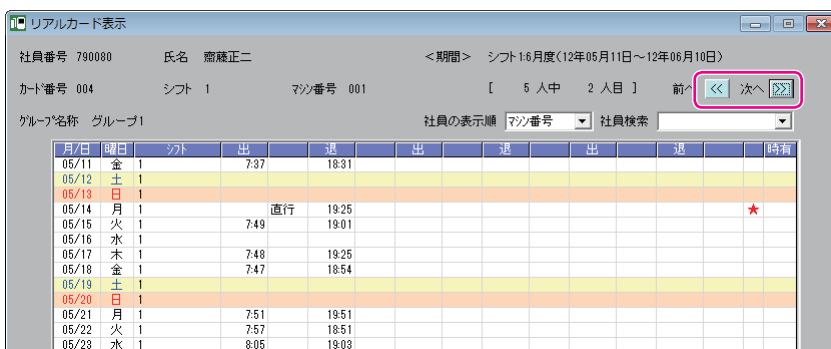 リアルカード表示
社員番号 790080 氏名 齋藤正二 <期間> シフト1:6月度(12年05月11日～12年06月10日)
ｶｰﾄﾞ番号 004 シフト 1 ﾏｼﾝ番号 001 [ 5 人中 2 人目 ] 前へ << 次へ >>
ｸﾞﾙｰﾌﾟ名称 グループ1 社員の表示順 ﾏｼﾝ番号 社員検索
月/日 曜日 ｼﾌﾄ 出 退 出 退 出 退 時有
05/11 金 1 7:37 18:31
05/12 土 1
05/13 日 1
05/14 月 1 直行 19:25 ★
05/15 火 1 7:49 19:01
05/16 水 1
05/17 木 1 7:48 19:25
05/18 金 1 7:47 18:54
05/19 土 1
05/20 日 1
05/21 月 1 7:51 19:51
05/22 火 1 7:57 18:51
05/23 水 1 8:05 19:03